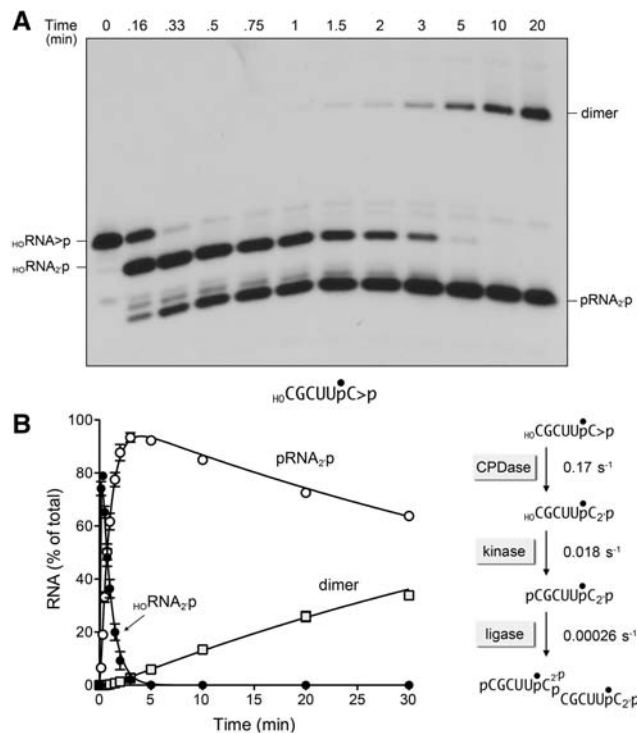 A
Time 0 .16 .33 .5 .75 1 1.5 2 3 5 10 20
(min)
dimer
HORNA>p
HORNA2'p
pRNA2'p
HOCGCUUpC>p
B
RNA (% of total)
100
80
60
40
20
0
pRNA2'p
dimer
HORNA2'p
0 5 10 15 20 25 30
Time (min)
HOCGCUUpC>p
CPDase 0.17 s-1
HOCGCUUpC2'p
kinase 0.018 s-1
pCGCUUpC2'p
ligase 0.00026 s-1
pCGCUUpC2'p
pCGCUUpC2'p